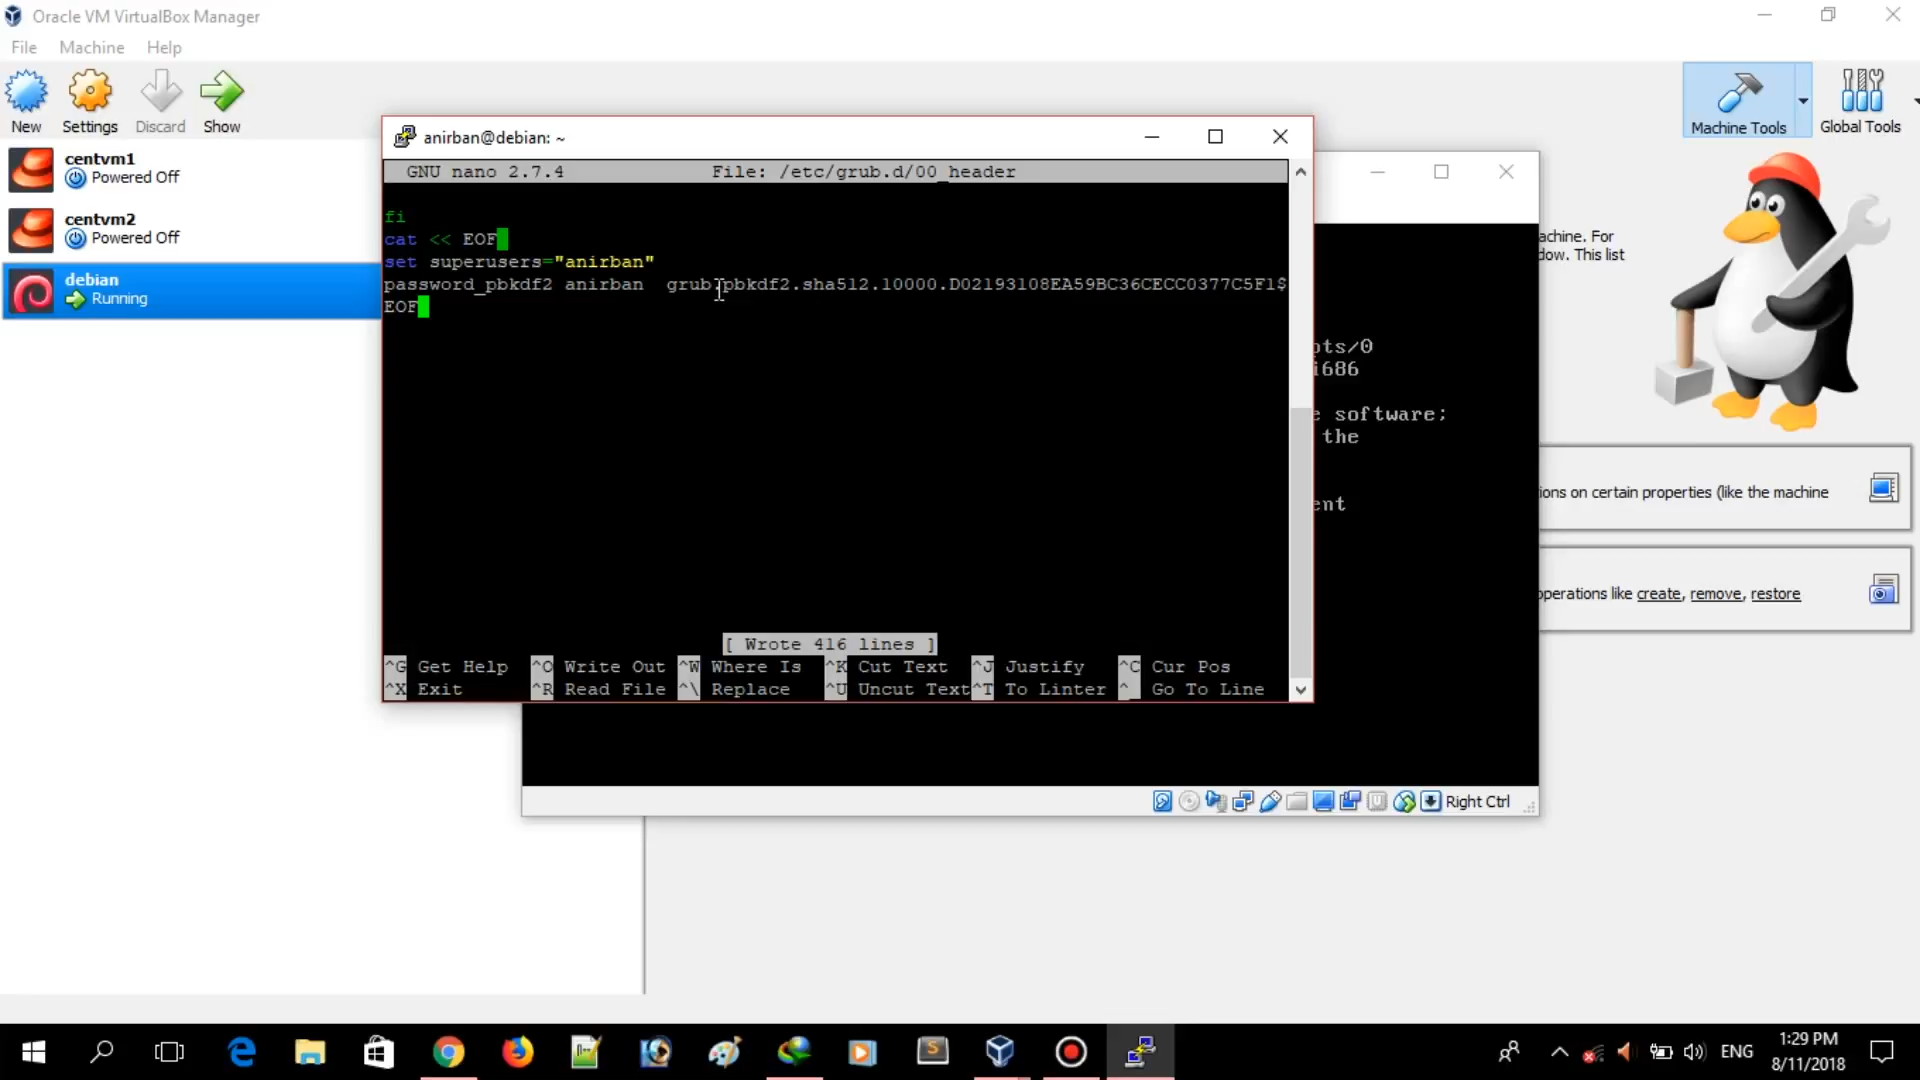 Oracle VM VirtualBox Manager
File Machine Help
New Settings Discard Show
Machine Tools
Global Tools
centvm1
Powered Off
centvm2
Powered Off
debian
Running
anirban@debian: ~
GNU nano 2.7.4 File: /etc/grub.d/00_header
fi
cat << EOF
set superusers="anirban"
password_pbkdf2 anirban grub.pbkdf2.sha512.10000.D02193108EA59BC36CECC0377C5F1$
EOF
[ Wrote 416 lines ]
^G Get Help ^O Write Out ^W Where Is ^K Cut Text ^J Justify ^C Cur Pos
^X Exit ^R Read File ^\ Replace ^U Uncut Text ^T To Linter ^_ Go To Line
achine. For
dow. This list
pts/0
i686
e software;
the
ent
ions on certain properties (like the machine
operations like create, remove, restore
Right Ctrl
ENG
1:29 PM
8/11/2018